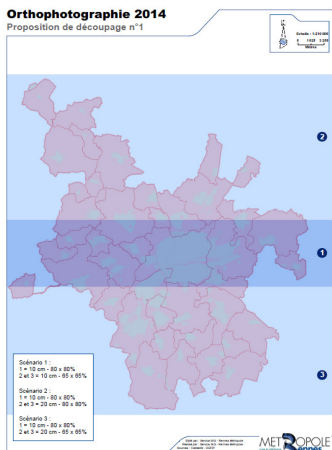 Orthophotographie 2014
Proposition de découpage n°1
Mètres
2
1
3
Scénario 1 :
1 = 10 cm - 80 x 80%
2 et 3 = 10 cm - 65 x 65%
Scénario 2 :
1 = 10 cm - 80 x 80%
2 et 3 = 20 cm - 80 x 80%
Scénario 3 :
1 = 10 cm - 80 x 80%
2 et 3 = 20 cm - 65 x 65%
METROPOLE
Rennes